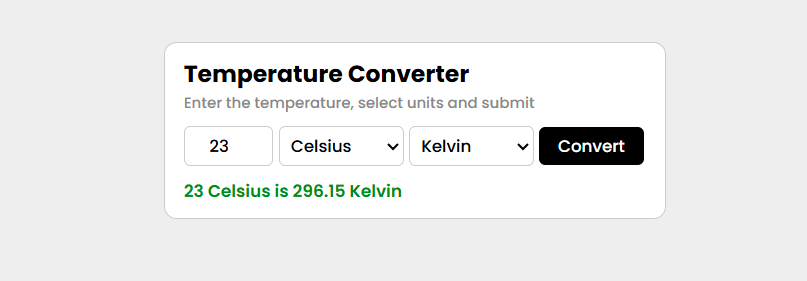 Temperature Converter
Enter the temperature, select units and submit
23 Celsius Kelvin Convert
23 Celsius is 296.15 Kelvin